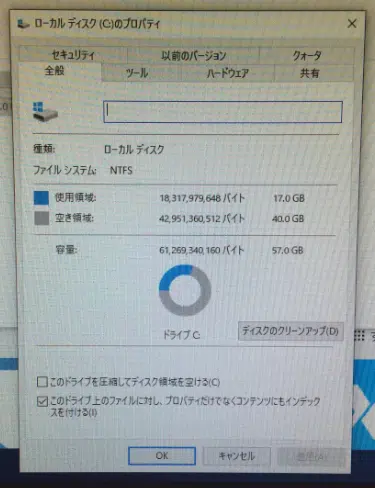 ローカル ディスク (C:)のプロパティ
セキュリティ 以前のバージョン クォータ
全般 ツール ハードウェア 共有
種類: ローカル ディスク
ファイル システム: NTFS
使用領域: 18,317,979,648 バイト 17.0 GB
空き領域: 42,951,360,512 バイト 40.0 GB
容量: 61,269,340,160 バイト 57.0 GB
ドライブ C: ディスクのクリーンアップ(D)
このドライブを圧縮してディスク領域を空ける(C)
このドライブ上のファイルに対し、プロパティだけでなくコンテンツにもインデック
スを付ける(I)
OK キャンセル 適用(A)